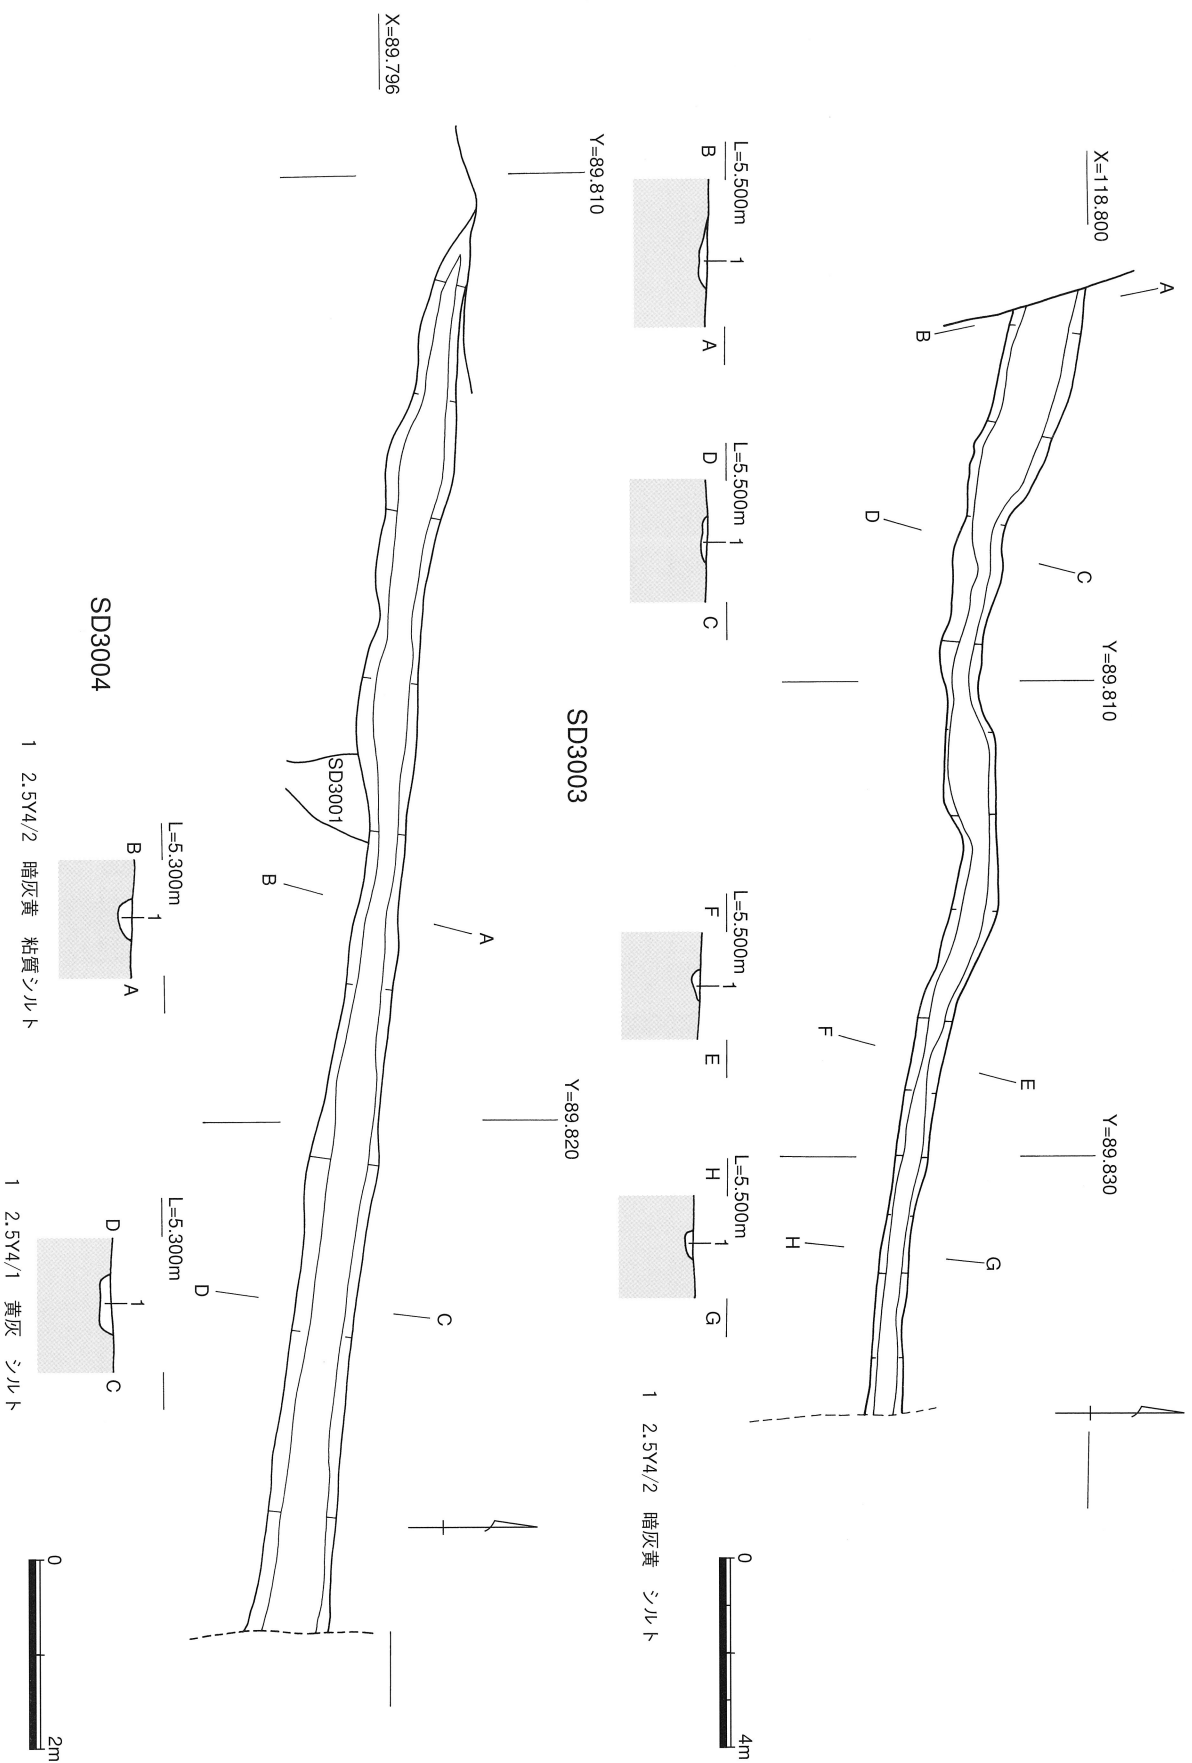 X=118.800
A
B
C
D
Y=89.810
E
F
Y=89.830
G
H
L=5.500m
B
1
A
L=5.500m
D
1
C
L=5.500m
F
1
E
L=5.500m
H
1
G
1 2.5Y4/2 暗灰黄 シルト
0
4m
SD3003
X=89.796
Y=89.810
SD3001
A
B
Y=89.820
C
D
L=5.300m
B
1
A
L=5.300m
D
1
C
SD3004
1 2.5Y4/2 暗灰黄 粘質シルト
1 2.5Y4/1 黄灰 シルト
0
2m